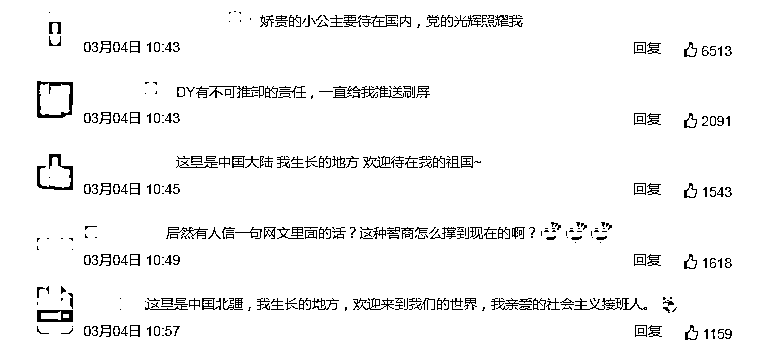 娇贵的小公主要待在国内，党的光辉照耀我
03月04日 10:43 回复 6513
DY有不可推卸的责任，一直给我推送刷屏
03月04日 10:43 回复 2091
这里是中国大陆 我生长的地方 欢迎待在我的祖国~
03月04日 10:45 回复 1543
居然有人信一句网文里面的话？这种智商怎么撑到现在的啊？
03月04日 10:49 回复 1618
这里是中国北疆，我生长的地方，欢迎来到我们的世界，我亲爱的社会主义接班人。
03月04日 10:57 回复 1159